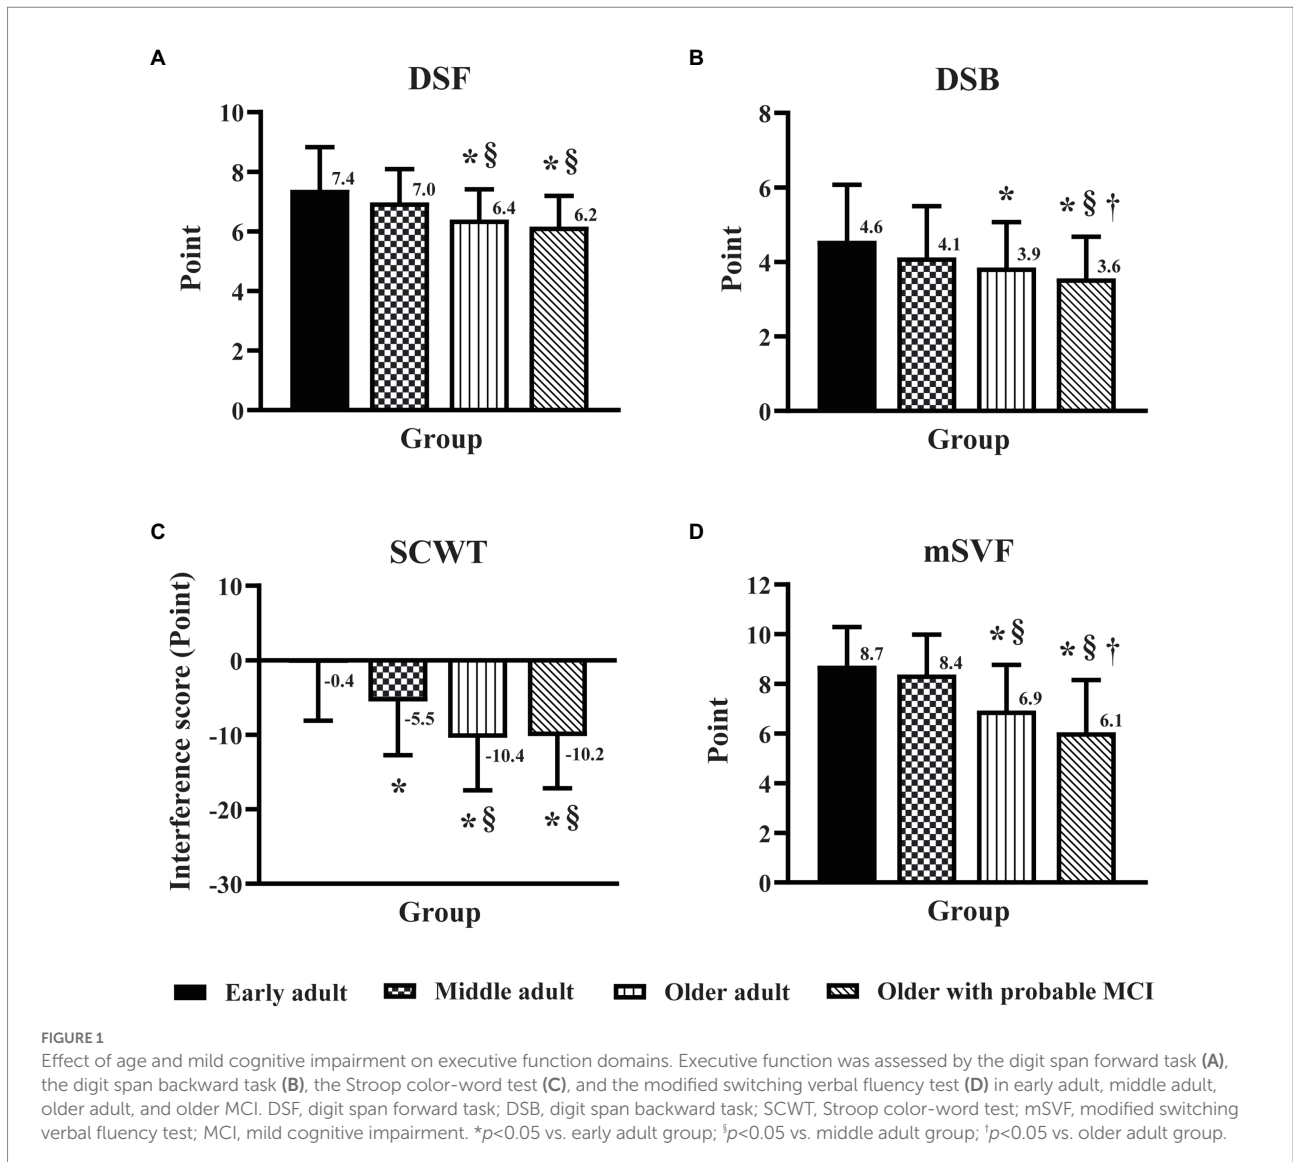 A
DSF
Point
10
8
6
4
2
0
7.4
7.0
* §
6.4
* §
6.2
Group
B
DSB
Point
8
6
4
2
0
4.6
4.1
*
3.9
* § †
3.6
Group
C
SCWT
Interference score (Point)
10
0
-10
-20
-30
-0.4
-5.5
*
-10.4
* §
-10.2
* §
Group
D
mSVF
Point
12
10
8
6
4
2
0
8.7
8.4
* §
6.9
* § †
6.1
Group
Early adult
Middle adult
Older adult
Older with probable MCI
FIGURE 1
Effect of age and mild cognitive impairment on executive function domains. Executive function was assessed by the digit span forward task (A),
the digit span backward task (B), the Stroop color-word test (C), and the modified switching verbal fluency test (D) in early adult, middle adult,
older adult, and older MCI. DSF, digit span forward task; DSB, digit span backward task; SCWT, Stroop color-word test; mSVF, modified switching
verbal fluency test; MCI, mild cognitive impairment. *p<0.05 vs. early adult group; §p<0.05 vs. middle adult group; †p<0.05 vs. older adult group.